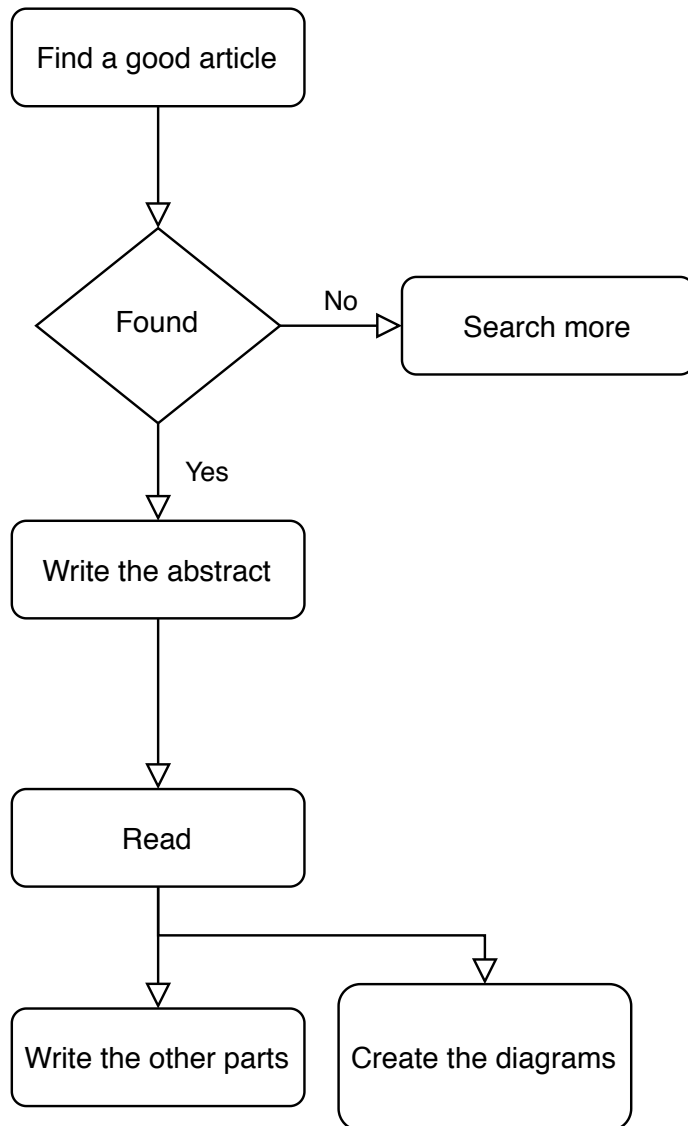 Find a good article
Found
No
Search more
Yes
Write the abstract
Read
Write the other parts
Create the diagrams